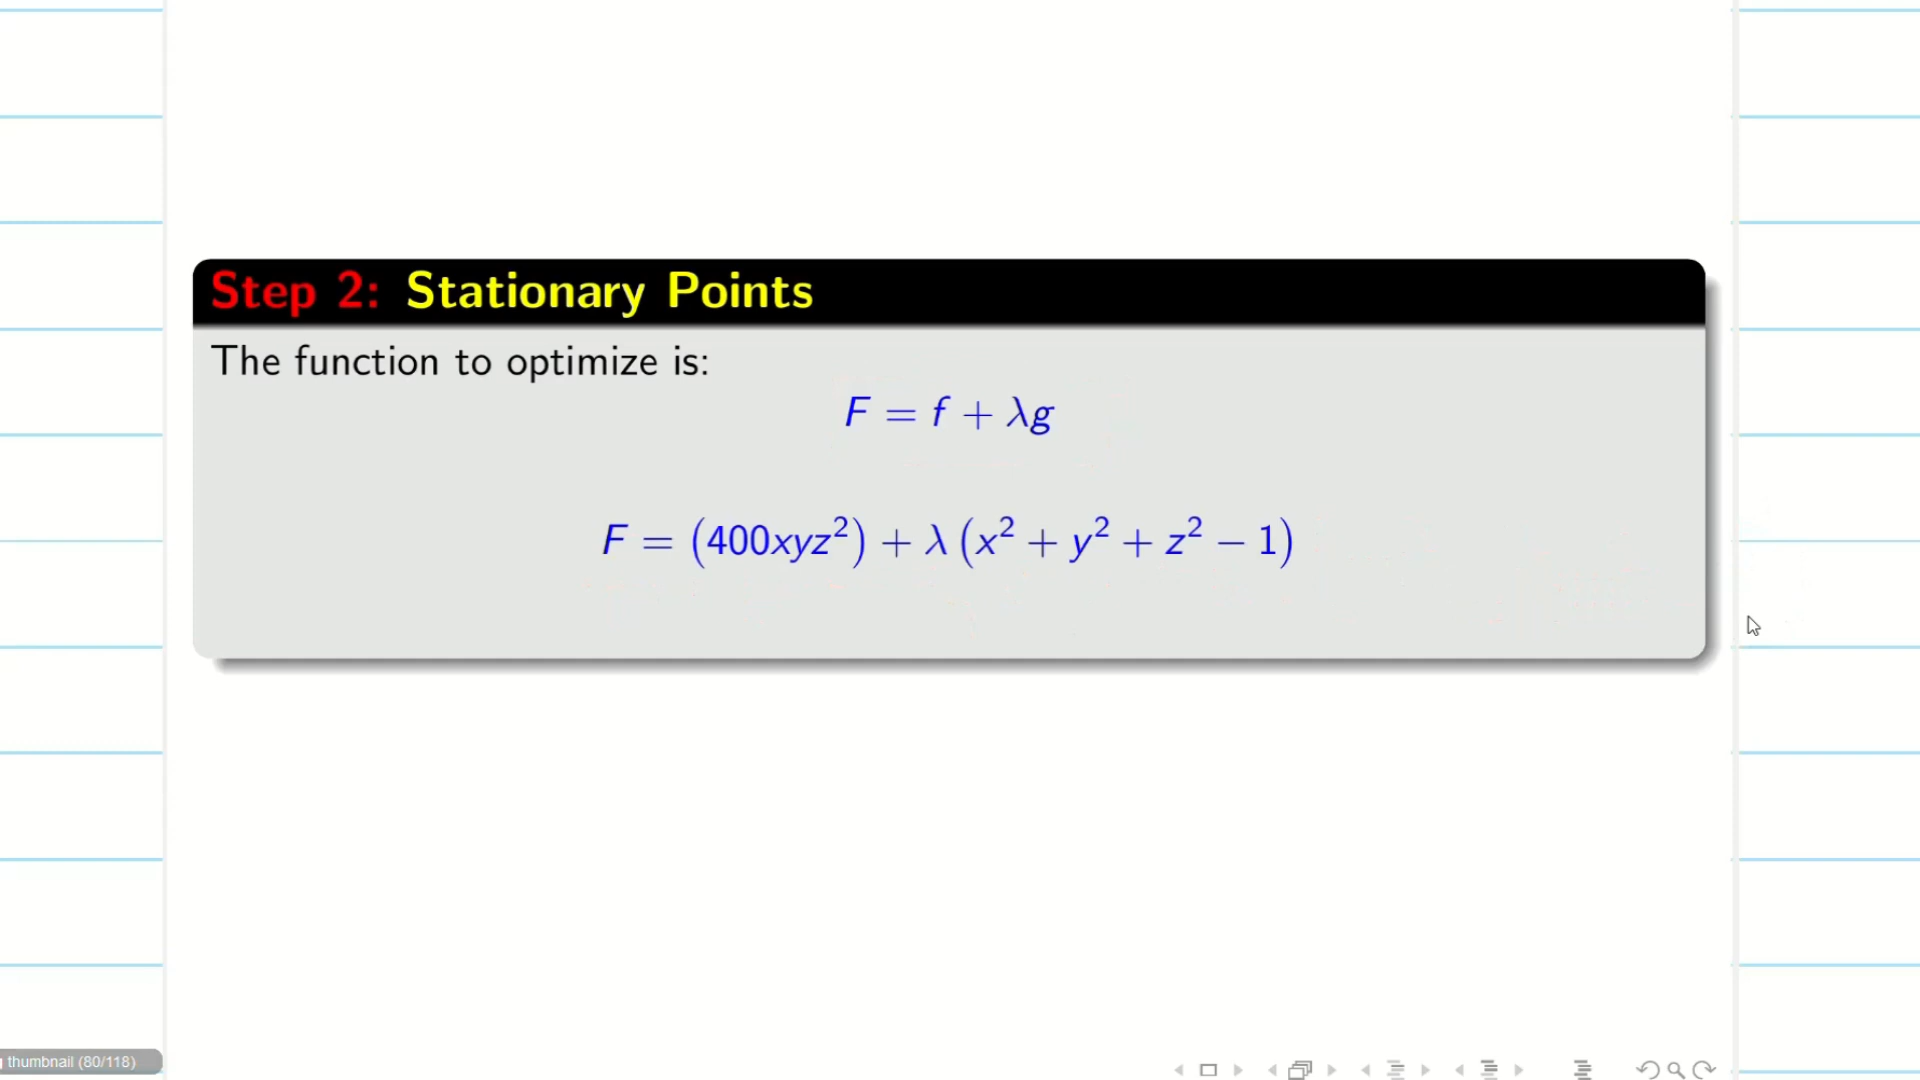 Step 2: Stationary Points
The function to optimize is:
F = f + λg
F = (400xyz²) + λ (x² + y² + z² − 1)
thumbnail (80/118)